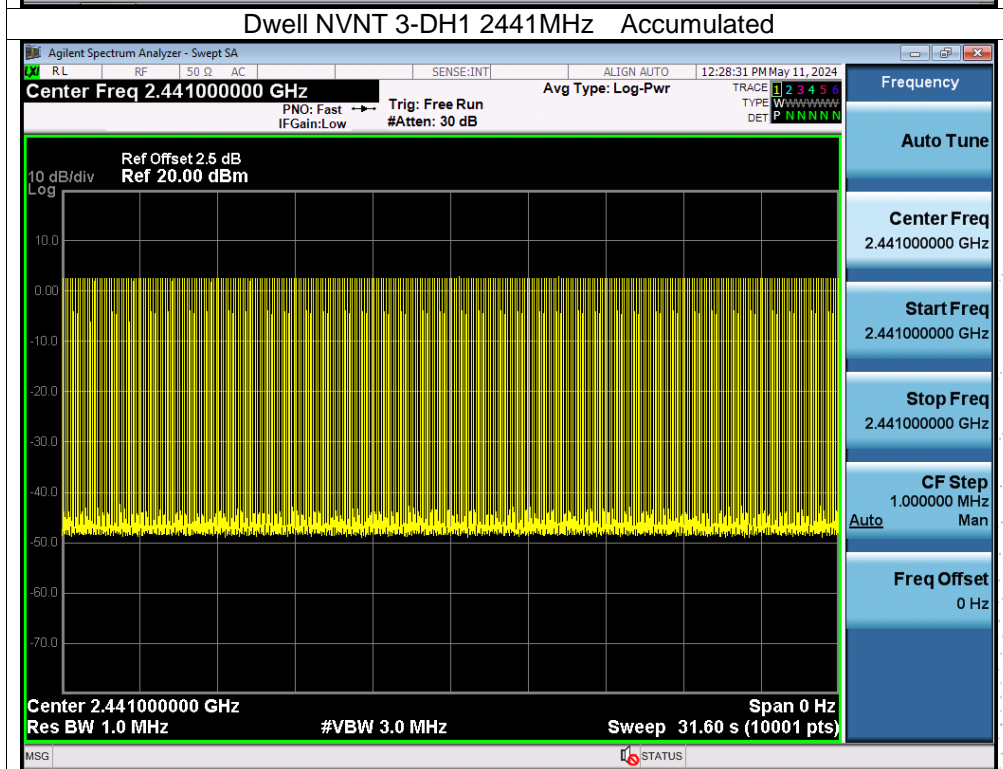 Dwell NVNT 3-DH1 2441MHz Accumulated
Agilent Spectrum Analyzer - Swept SA
LXI RL RF 50 Ω AC SENSE:INT ALIGN AUTO 12:28:31 PM May 11, 2024
Center Freq 2.441000000 GHz
PNO: Fast
IFGain:Low
Trig: Free Run
#Atten: 30 dB
Avg Type: Log-Pwr
TRACE 1 2 3 4 5 6
TYPE WWWWWWW
DET P N N N N N
Ref Offset 2.5 dB
10 dB/div Ref 20.00 dBm
Log
10.0
0.00
-10.0
-20.0
-30.0
-40.0
-50.0
-60.0
-70.0
Center 2.441000000 GHz Span 0 Hz
Res BW 1.0 MHz #VBW 3.0 MHz Sweep 31.60 s (10001 pts)
MSG STATUS
Frequency
Auto Tune
Center Freq
2.441000000 GHz
Start Freq
2.441000000 GHz
Stop Freq
2.441000000 GHz
CF Step
1.000000 MHz
Auto Man
Freq Offset
0 Hz